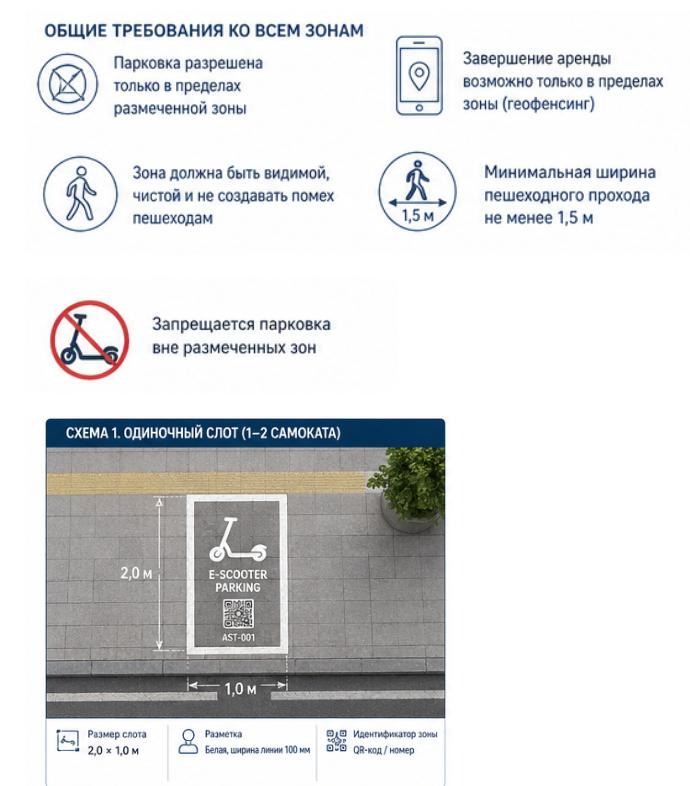 ОБЩИЕ ТРЕБОВАНИЯ КО ВСЕМ ЗОНАМ
Парковка разрешена
только в пределах
размеченной зоны
Завершение аренды
возможно только в пределах
зоны (геофенсинг)
Зона должна быть видимой,
чистой и не создавать помех
пешеходам
1,5 м
Минимальная ширина
пешеходного прохода
не менее 1,5 м
Запрещается парковка
вне размеченных зон
СХЕМА 1. ОДИНОЧНЫЙ СЛОТ (1–2 САМОКАТА)
2,0 м
E-SCOOTER
PARKING
AST-001
1,0 м
Размер слота
2,0 × 1,0 м
Разметка
Белая, ширина линии 100 мм
Идентификатор зоны
QR-код / номер